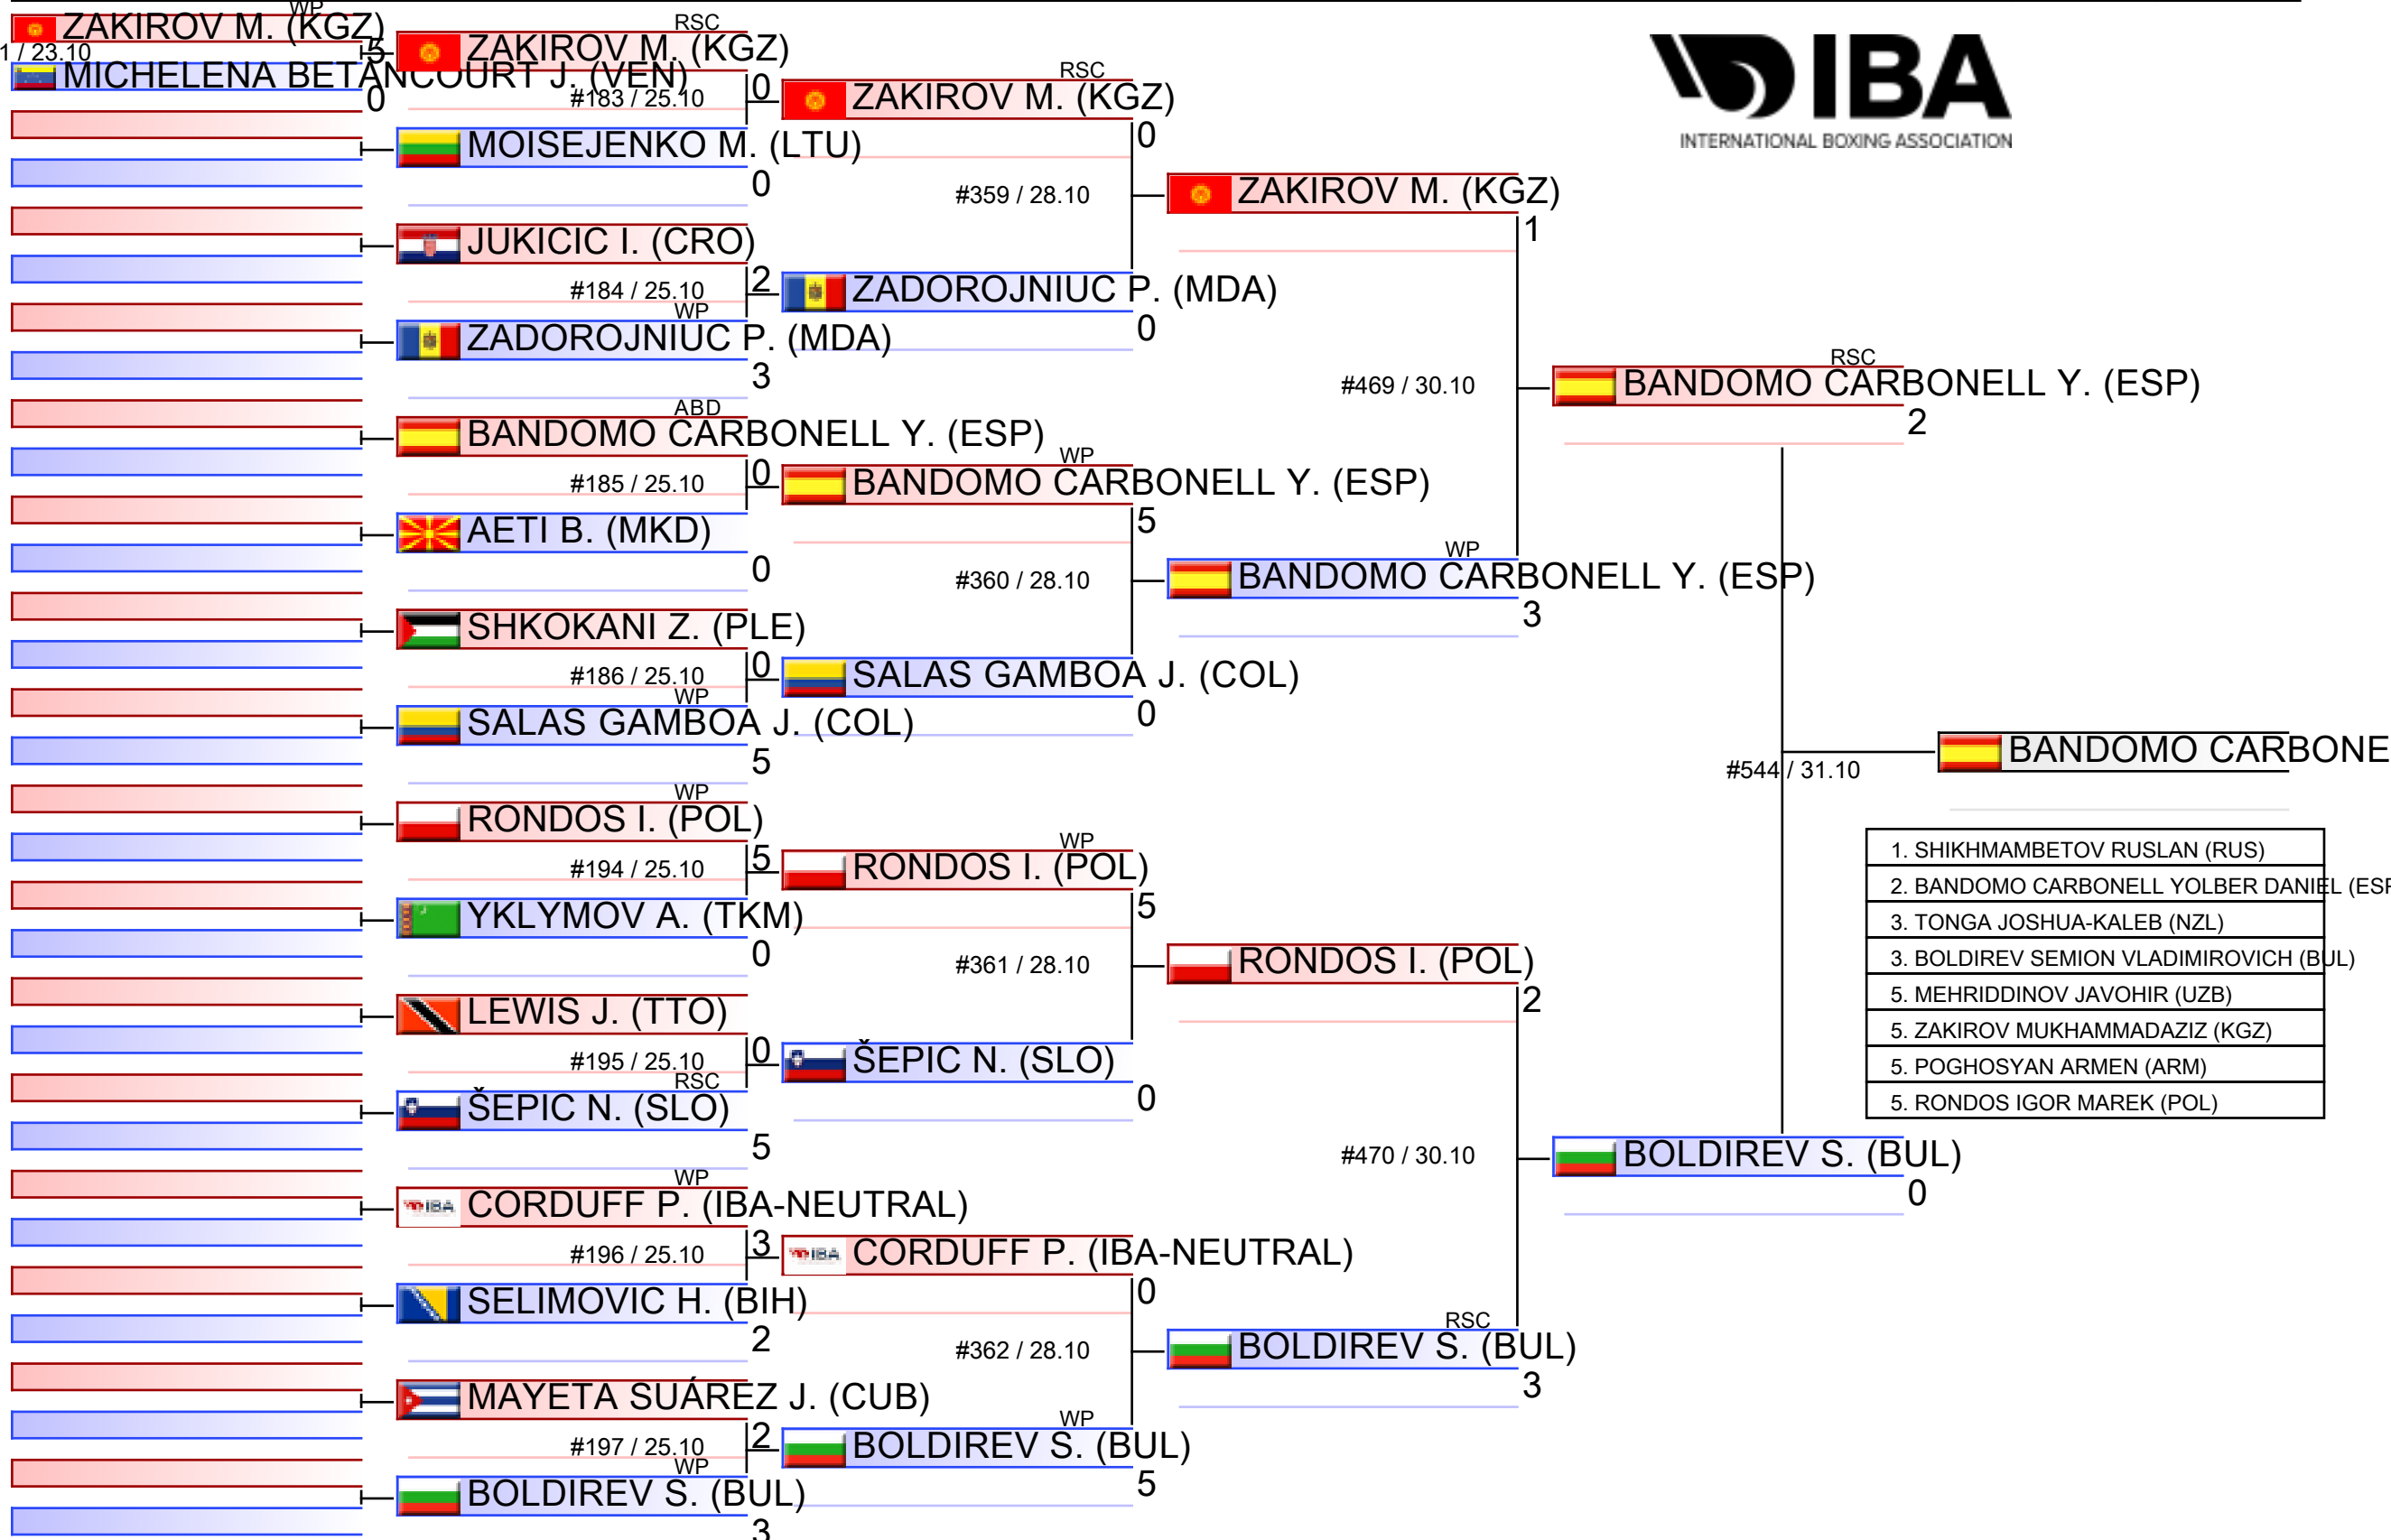 WP
ZAKIROV M. (KGZ)
5
1 / 23.10
MICHELENA BETANCOURT J. (VEN)
0
RSC
ZAKIROV M. (KGZ)
0
#183 / 25.10
MOISEJENKO M. (LTU)
0
JUKICIC I. (CRO)
2
#184 / 25.10
WP
ZADOROJNIUC P. (MDA)
3
ABD
BANDOMO CARBONELL Y. (ESP)
0
#185 / 25.10
AETI B. (MKD)
0
SHKOKANI Z. (PLE)
0
#186 / 25.10
WP
SALAS GAMBOA J. (COL)
5
WP
RONDOS I. (POL)
5
#194 / 25.10
YKLYMOV A. (TKM)
0
LEWIS J. (TTO)
0
#195 / 25.10
RSC
ŠEPIC N. (SLO)
5
WP
CORDUFF P. (IBA-NEUTRAL)
3
#196 / 25.10
SELIMOVIC H. (BIH)
2
MAYETA SUÁREZ J. (CUB)
2
#197 / 25.10
WP
BOLDIREV S. (BUL)
3
RSC
ZAKIROV M. (KGZ)
0
#359 / 28.10
ZADOROJNIUC P. (MDA)
0
WP
BANDOMO CARBONELL Y. (ESP)
5
#360 / 28.10
SALAS GAMBOA J. (COL)
0
WP
RONDOS I. (POL)
5
#361 / 28.10
ŠEPIC N. (SLO)
0
IBA
CORDUFF P. (IBA-NEUTRAL)
0
#362 / 28.10
WP
BOLDIREV S. (BUL)
5
ZAKIROV M. (KGZ)
1
#469 / 30.10
WP
BANDOMO CARBONELL Y. (ESP)
3
RONDOS I. (POL)
2
#470 / 30.10
RSC
BOLDIREV S. (BUL)
3
RSC
BANDOMO CARBONELL Y. (ESP)
2
#544 / 31.10
BOLDIREV S. (BUL)
0
BANDOMO CARBONE
IBA
INTERNATIONAL BOXING ASSOCIATION
1. SHIKHMAMBETOV RUSLAN (RUS)
2. BANDOMO CARBONELL YOLBER DANIEL (ESP
3. TONGA JOSHUA-KALEB (NZL)
3. BOLDIREV SEMION VLADIMIROVICH (BUL)
5. MEHRIDDINOV JAVOHIR (UZB)
5. ZAKIROV MUKHAMMADAZIZ (KGZ)
5. POGHOSYAN ARMEN (ARM)
5. RONDOS IGOR MAREK (POL)